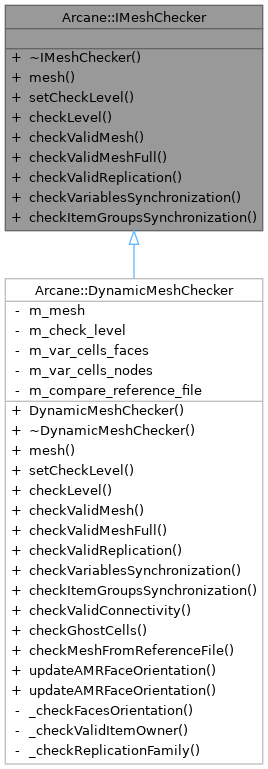 Arcane::IMeshChecker
+ ~IMeshChecker()
+ mesh()
+ setCheckLevel()
+ checkLevel()
+ checkValidMesh()
+ checkValidMeshFull()
+ checkValidReplication()
+ checkVariablesSynchronization()
+ checkItemGroupsSynchronization()
Arcane::DynamicMeshChecker
- m_mesh
- m_check_level
- m_var_cells_faces
- m_var_cells_nodes
- m_compare_reference_file
+ DynamicMeshChecker()
+ ~DynamicMeshChecker()
+ mesh()
+ setCheckLevel()
+ checkLevel()
+ checkValidMesh()
+ checkValidMeshFull()
+ checkValidReplication()
+ checkVariablesSynchronization()
+ checkItemGroupsSynchronization()
+ checkValidConnectivity()
+ checkGhostCells()
+ checkMeshFromReferenceFile()
+ updateAMRFaceOrientation()
+ updateAMRFaceOrientation()
- _checkFacesOrientation()
- _checkValidItemOwner()
- _checkReplicationFamily()